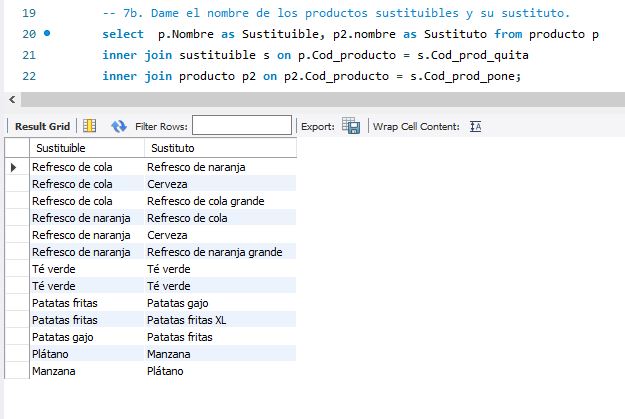 19 -- 7b. Dame el nombre de los productos sustituibles y su sustituto.
20 select p.Nombre as Sustituible, p2.nombre as Sustituto from producto p
21 inner join sustituible s on p.Cod_producto = s.Cod_prod_quita
22 inner join producto p2 on p2.Cod_producto = s.Cod_prod_pone;
Result Grid Filter Rows: Export: Wrap Cell Content:
Sustituible Sustituto
Refresco de cola Refresco de naranja
Refresco de cola Cerveza
Refresco de cola Refresco de cola grande
Refresco de naranja Refresco de cola
Refresco de naranja Cerveza
Refresco de naranja Refresco de naranja grande
Té verde Té verde
Té verde Té verde
Patatas fritas Patatas gajo
Patatas fritas Patatas fritas XL
Patatas gajo Patatas fritas
Plátano Manzana
Manzana Plátano